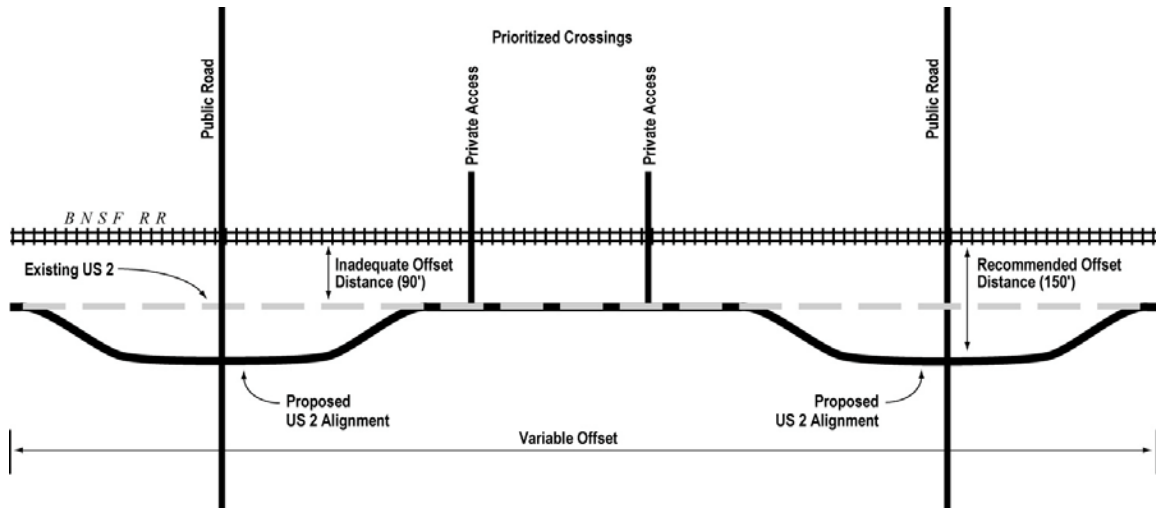 Prioritized Crossings
Public Road
Private Access
Private Access
Public Road
B N S F R R
Existing US 2
Inadequate Offset
Distance (90')
Recommended Offset
Distance (150')
Proposed
US 2 Alignment
Proposed
US 2 Alignment
Variable Offset